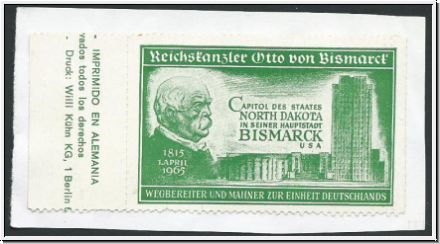 - IMPRIMIDO EN ALEMANIA
vados todos los derechos
- Druck: Willi Kühn KG, 1 Berlin
Reichskanzler Otto von Bismarck
CAPITOL DES STAATES
NORTH DAKOTA
IN SEINER HAUPTSTADT
BISMARCK
USA
1815
1.APRIL
1965
WEGBEREITER UND MAHNER ZUR EINHEIT DEUTSCHLANDS